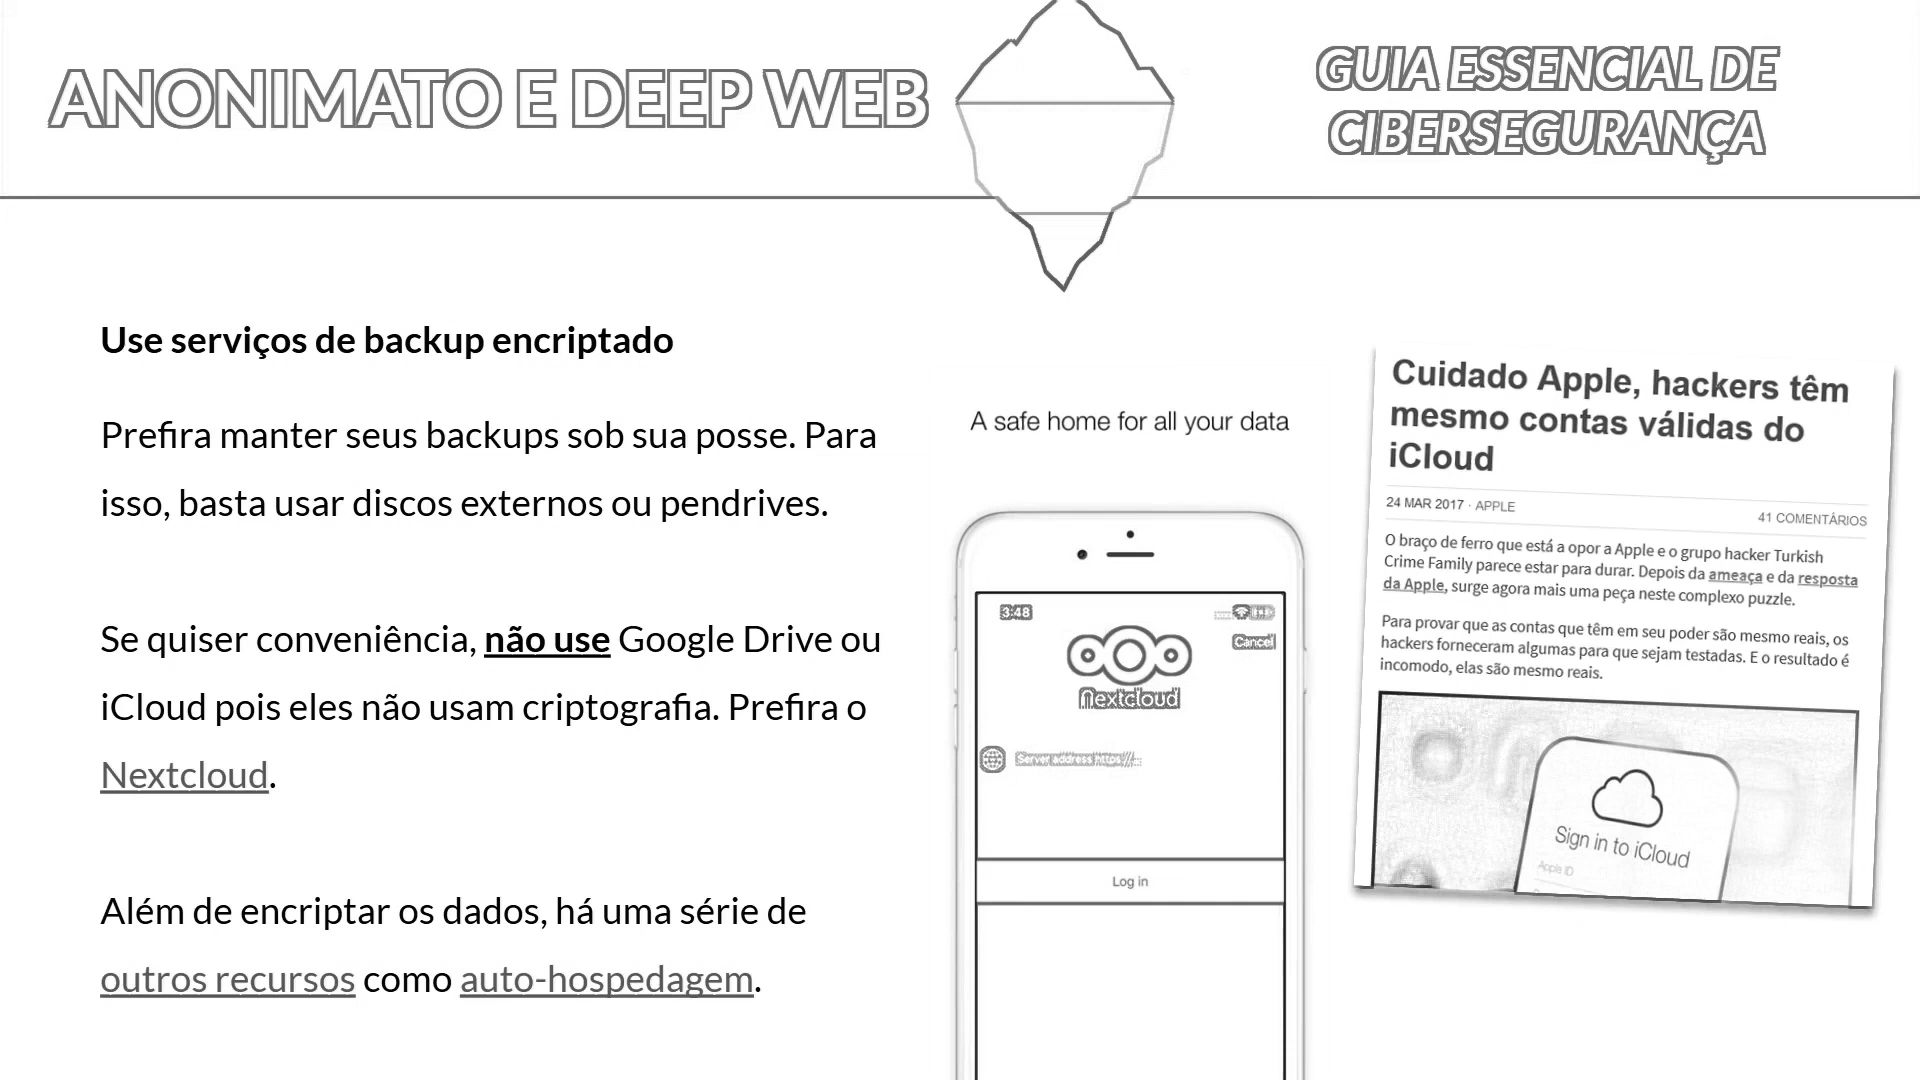 ANONIMATO E DEEP WEB
GUIA ESSENCIAL DE
CIBERSEGURANÇA
Use serviços de backup encriptado
Prefira manter seus backups sob sua posse. Para
isso, basta usar discos externos ou pendrives.
Se quiser conveniência, não use Google Drive ou
iCloud pois eles não usam criptografia. Prefira o
Nextcloud.
Além de encriptar os dados, há uma série de
outros recursos como auto-hospedagem.
A safe home for all your data
3:48
Cancel
Nextcloud
Server address https://...
Log in
Cuidado Apple, hackers têm
mesmo contas válidas do
iCloud
24 MAR 2017 · APPLE
41 COMENTÁRIOS
O braço de ferro que está a opor a Apple e o grupo hacker Turkish
Crime Family parece estar para durar. Depois da ameaça e da resposta
da Apple, surge agora mais uma peça neste complexo puzzle.
Para provar que as contas que têm em seu poder são mesmo reais, os
hackers forneceram algumas para que sejam testadas. E o resultado é
incomodo, elas são mesmo reais.
Sign in to iCloud
Apple ID